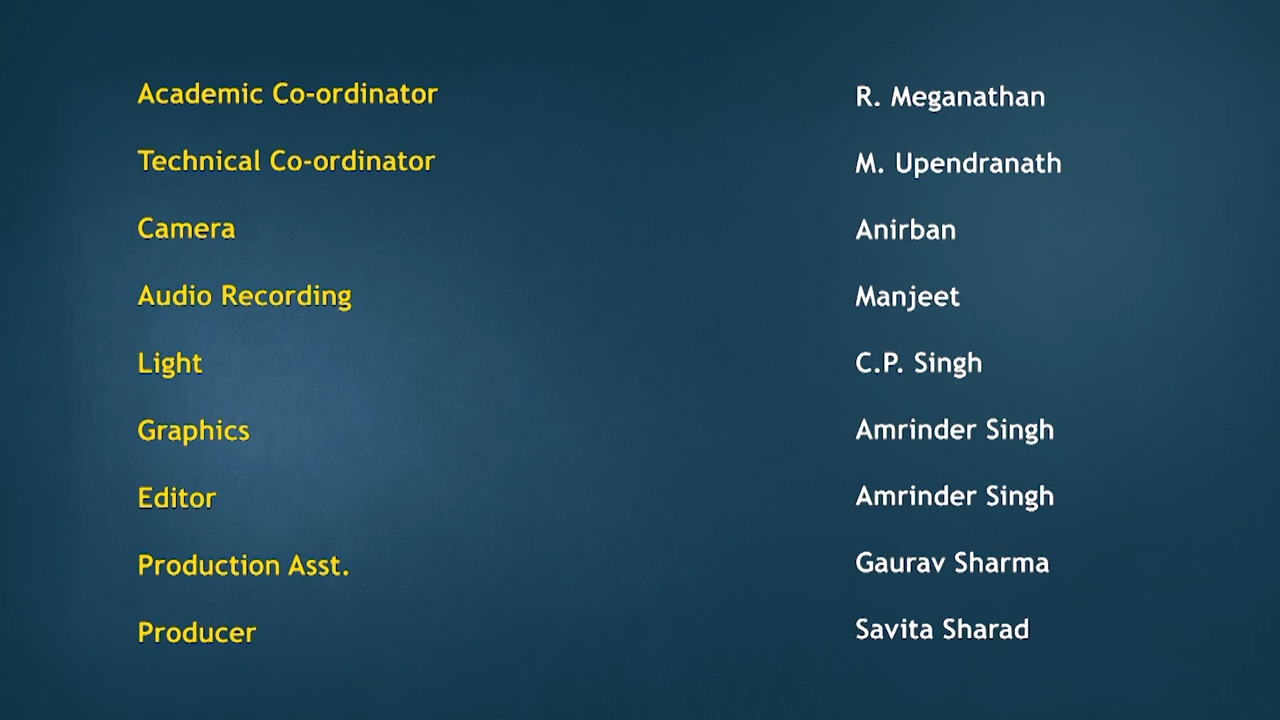 Academic Co-ordinator R. Meganathan
Technical Co-ordinator M. Upendranath
Camera Anirban
Audio Recording Manjeet
Light C.P. Singh
Graphics Amrinder Singh
Editor Amrinder Singh
Production Asst. Gaurav Sharma
Producer Savita Sharad